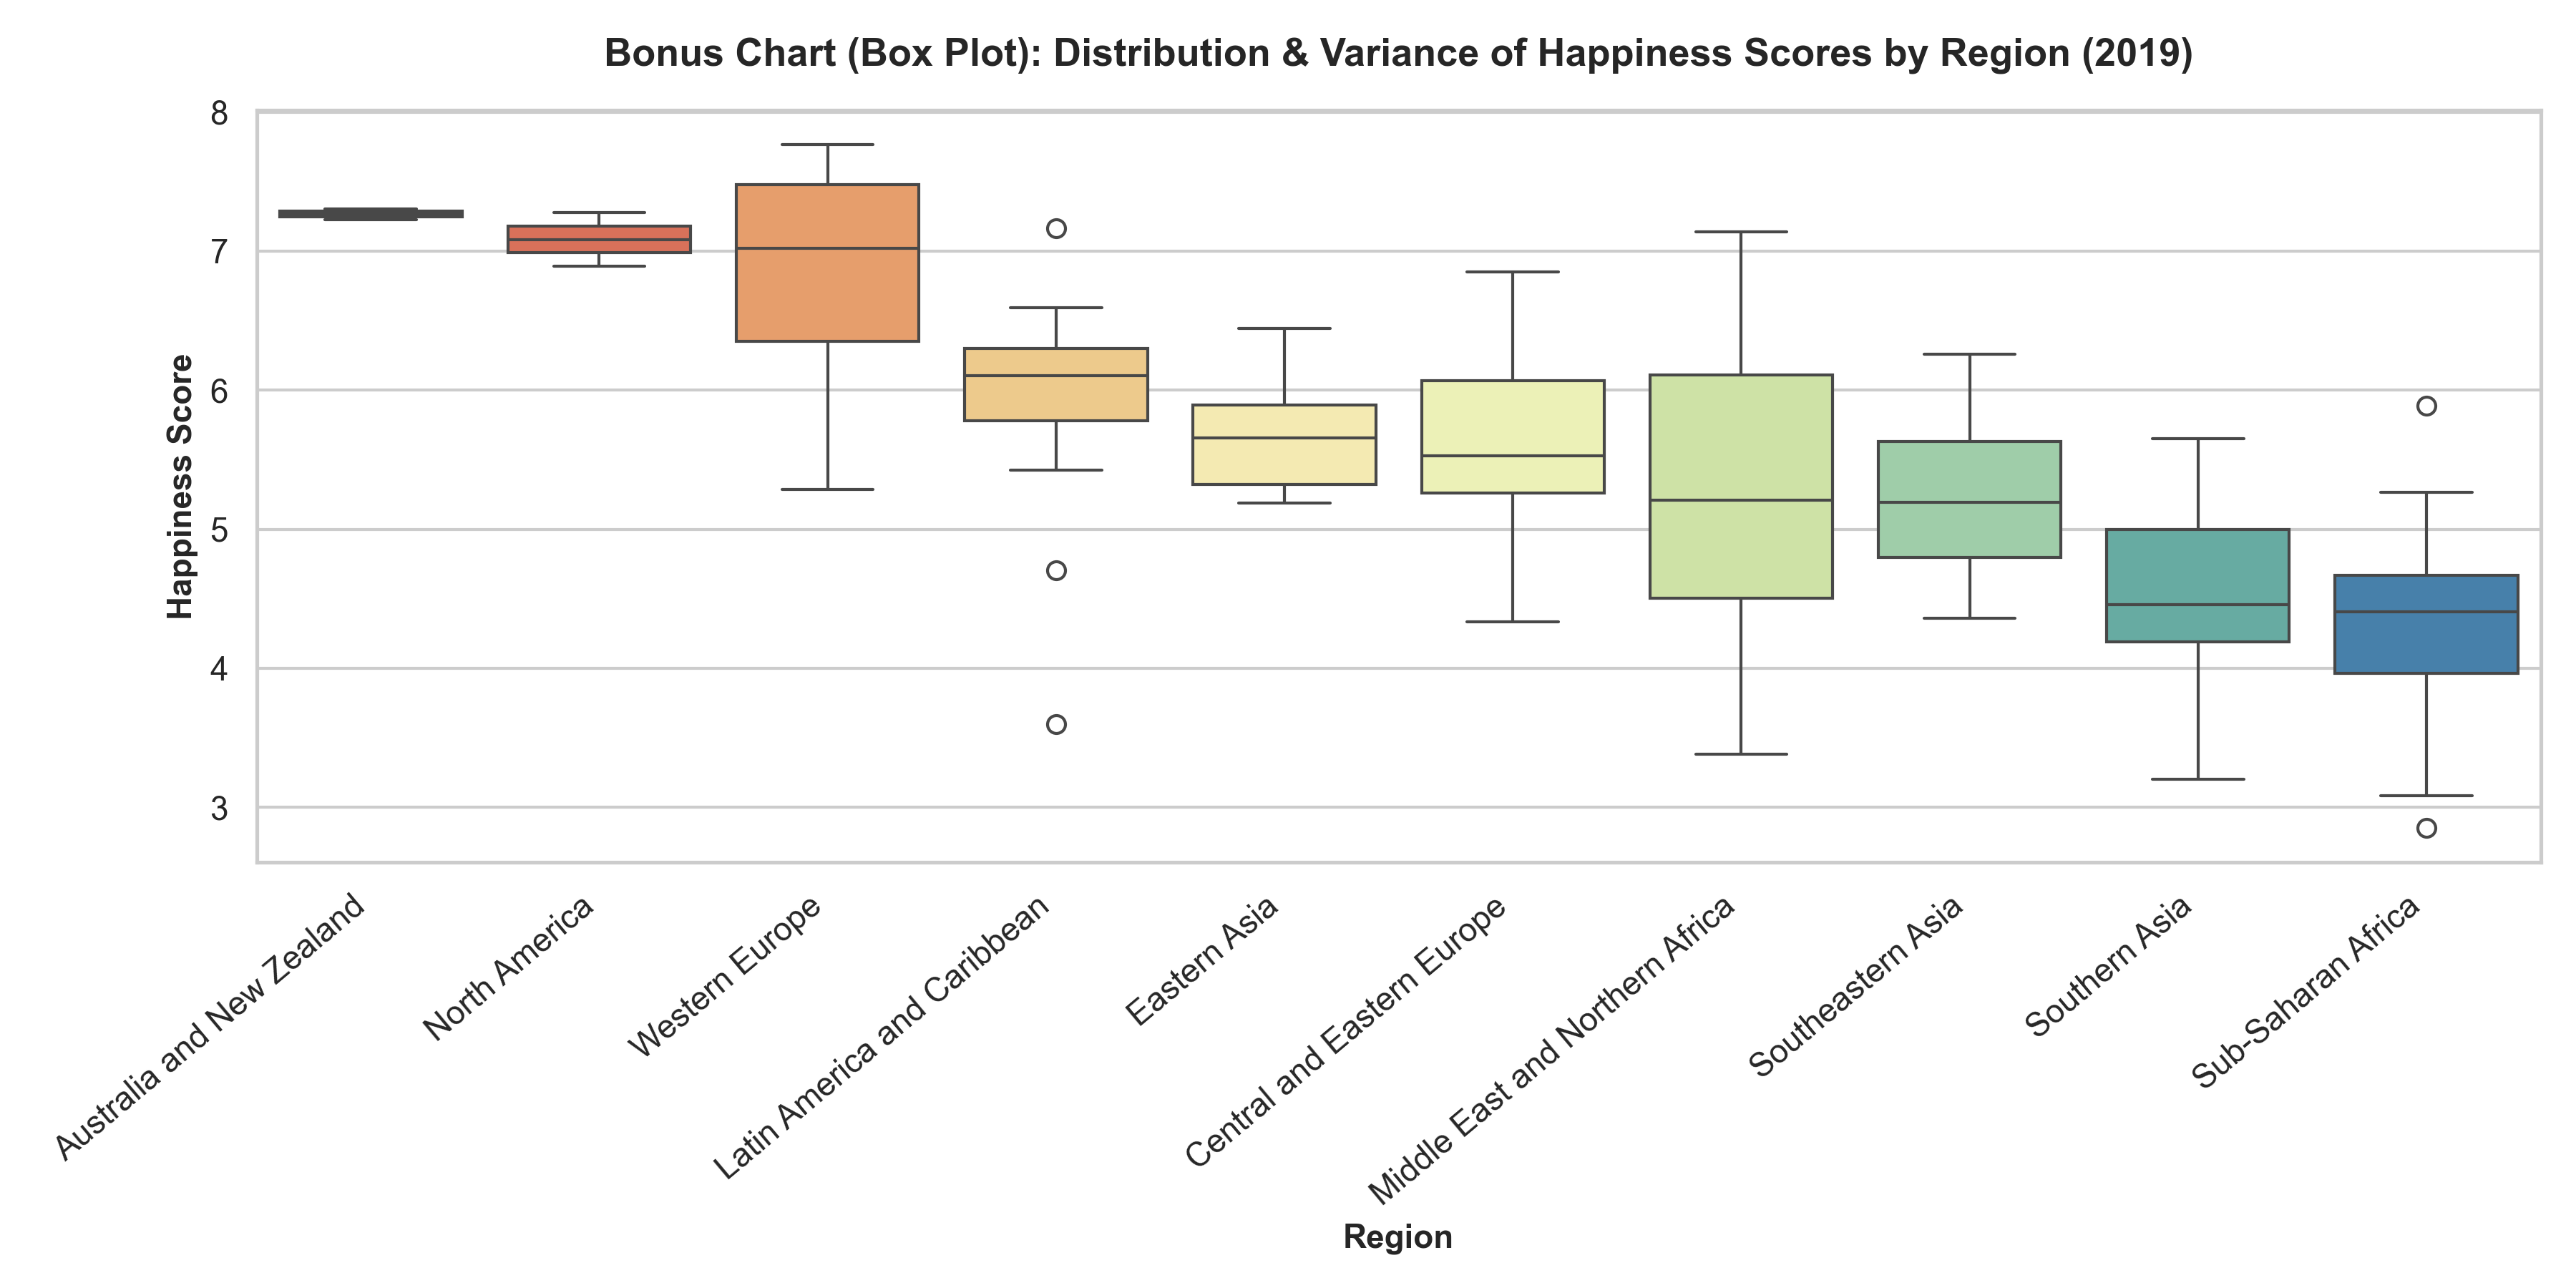 Bonus Chart (Box Plot): Distribution & Variance of Happiness Scores by Region (2019)
Happiness Score
8
7
6
5
4
3
Australia and New Zealand
North America
Western Europe
Latin America and Caribbean
Eastern Asia
Central and Eastern Europe
Middle East and Northern Africa
Southeastern Asia
Southern Asia
Sub-Saharan Africa
Region